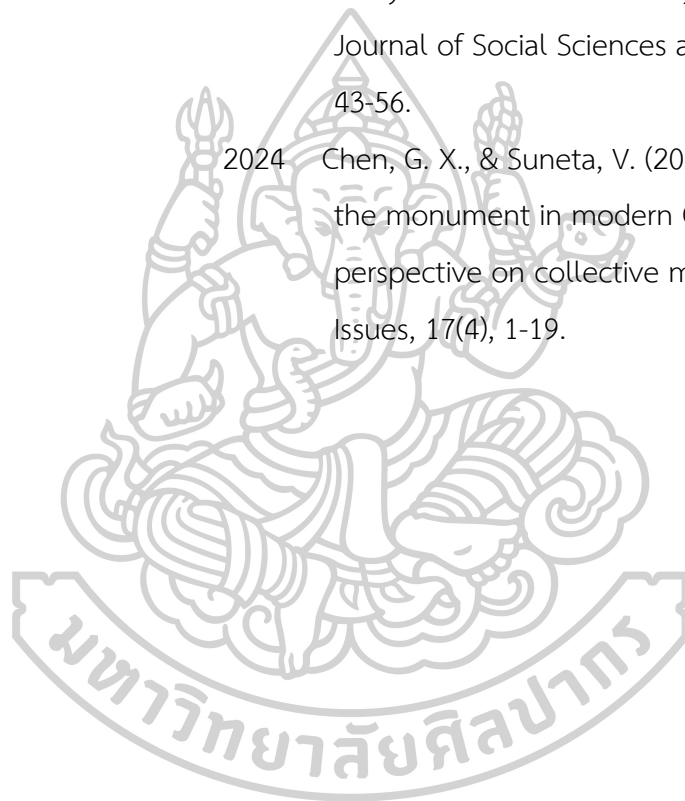 Journal of Social Sciences a
43-56.
2024 Chen, G. X., & Suneta, V. (20
the monument in modern
perspective on collective m
Issues, 17(4), 1-19.
มหาวิทยาลัยศิลปากร